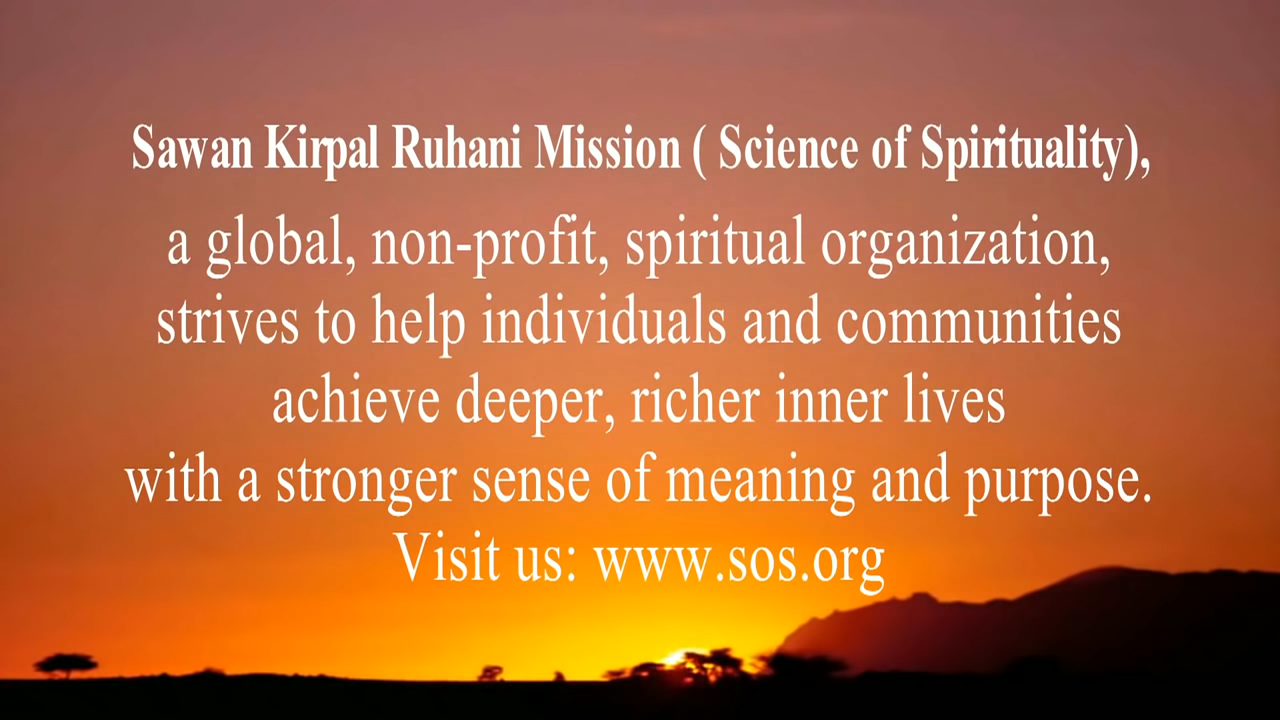 Sawan Kirpal Ruhani Mission ( Science of Spirituality),
a global, non-profit, spiritual organization,
strives to help individuals and communities
achieve deeper, richer inner lives
with a stronger sense of meaning and purpose.
Visit us: www.sos.org